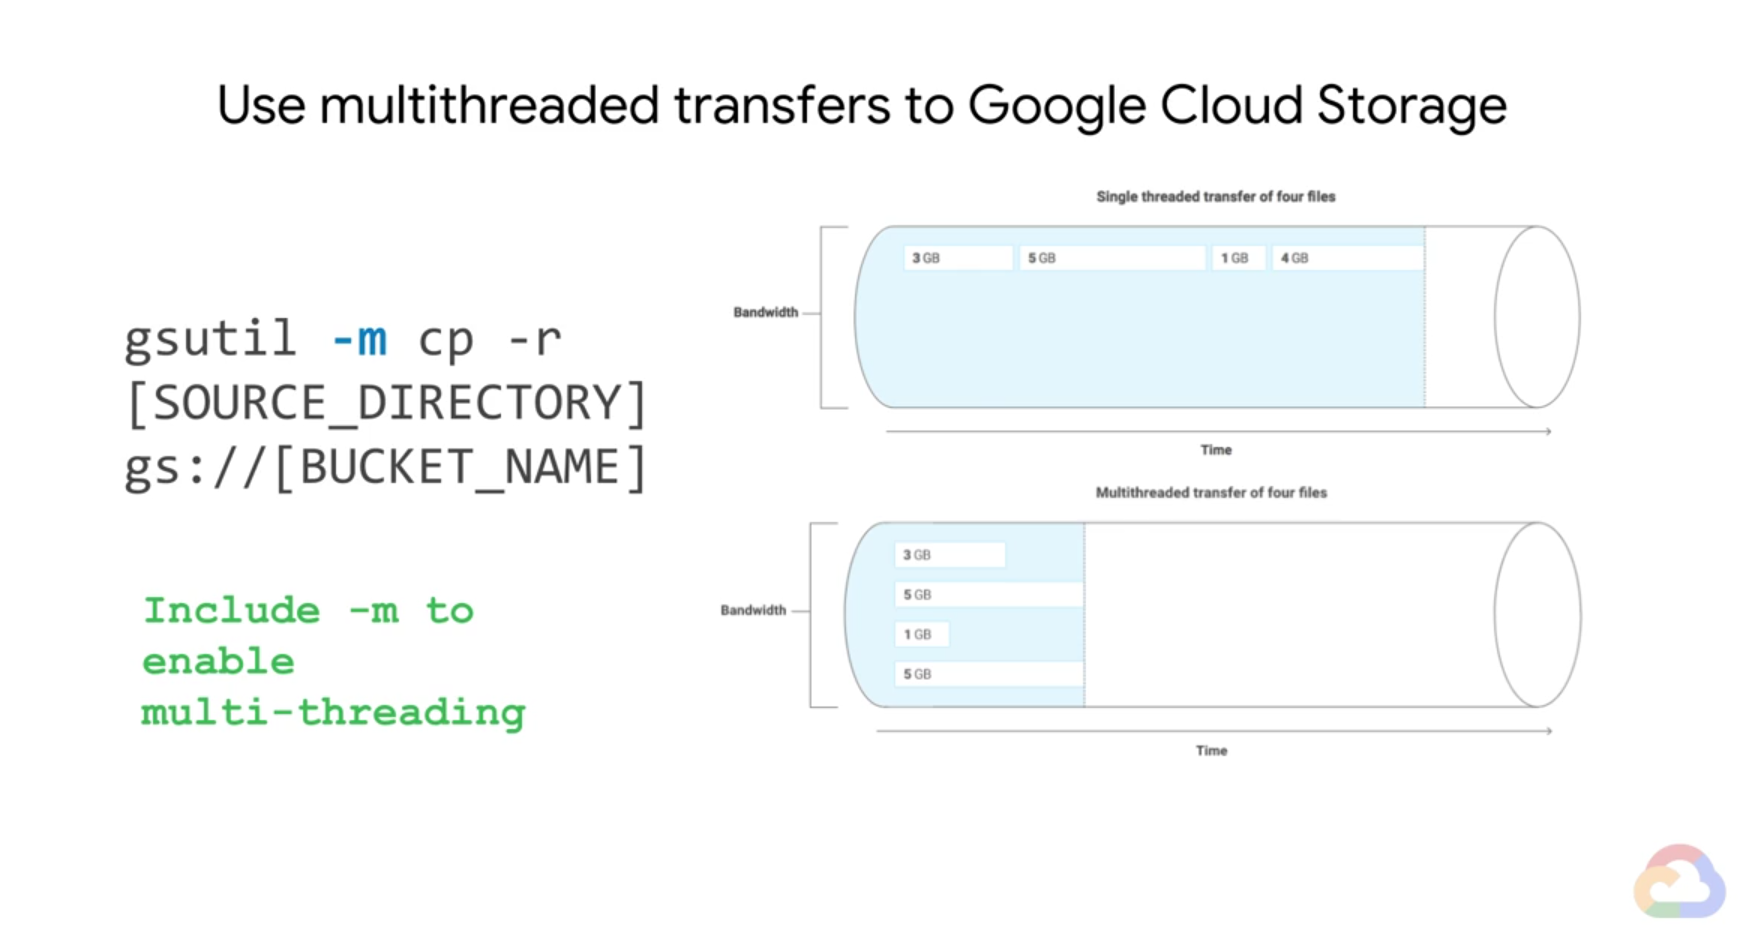 Use multithreaded transfers to Google Cloud Storage
gsutil -m cp -r
[SOURCE_DIRECTORY]
gs://[BUCKET_NAME]
Include -m to
enable
multi-threading
Single threaded transfer of four files
3 GB 5 GB 1 GB 4 GB
Bandwidth
Time
Multithreaded transfer of four files
3 GB
5 GB
Bandwidth
1 GB
5 GB
Time